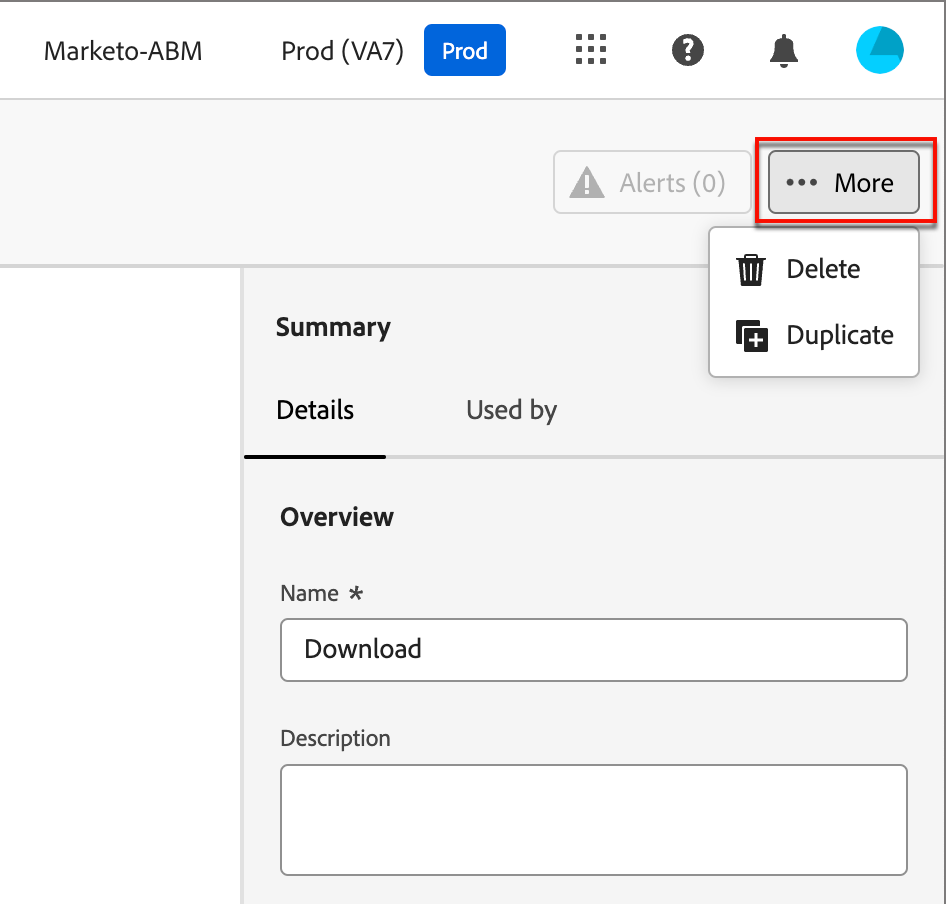 Marketo-ABM Prod (VA7) Prod
Alerts (0) More
Delete
Duplicate
Summary
Details Used by
Overview
Name *
Download
Description